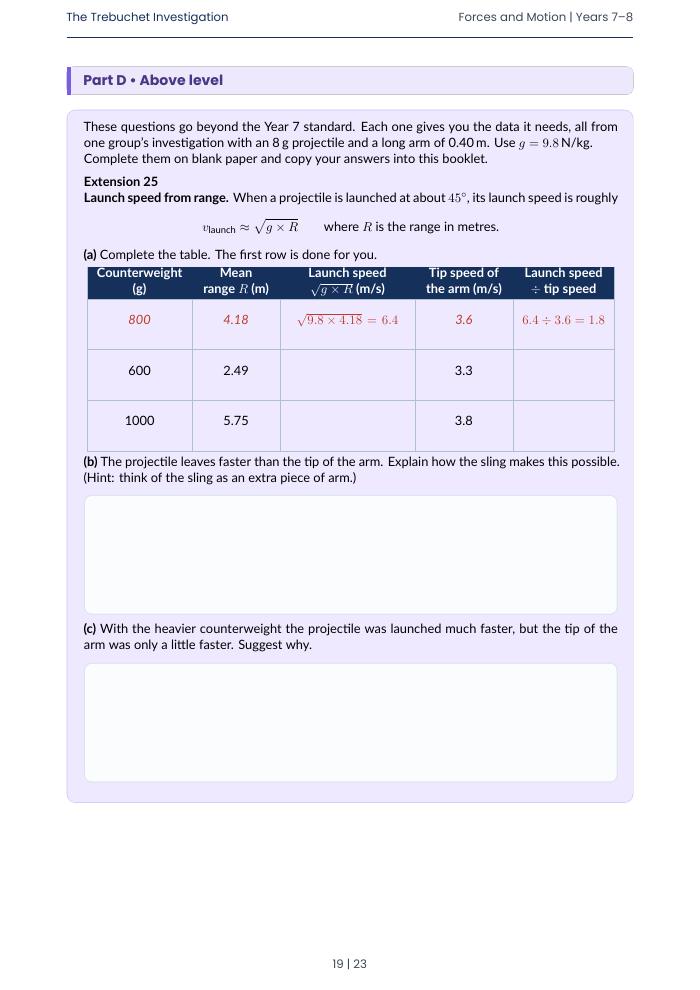 The Trebuchet Investigation
Forces and Motion | Years 7–8
Part D • Above level
These questions go beyond the Year 7 standard. Each one gives you the data it needs, all from
one group's investigation with an 8 g projectile and a long arm of 0.40 m. Use g = 9.8 N/kg.
Complete them on blank paper and copy your answers into this booklet.
Extension 25
Launch speed from range. When a projectile is launched at about 45°, its launch speed is roughly
v_launch ≈ √(g × R) where R is the range in metres.
(a) Complete the table. The first row is done for you.
Counterweight (g) | Mean range R (m) | Launch speed √(g × R) (m/s) | Tip speed of the arm (m/s) | Launch speed ÷ tip speed
800 | 4.18 | √(9.8 × 4.18) = 6.4 | 3.6 | 6.4 ÷ 3.6 = 1.8
600 | 2.49 | | 3.3 |
1000 | 5.75 | | 3.8 |
(b) The projectile leaves faster than the tip of the arm. Explain how the sling makes this possible.
(Hint: think of the sling as an extra piece of arm.)
(c) With the heavier counterweight the projectile was launched much faster, but the tip of the
arm was only a little faster. Suggest why.
19 | 23